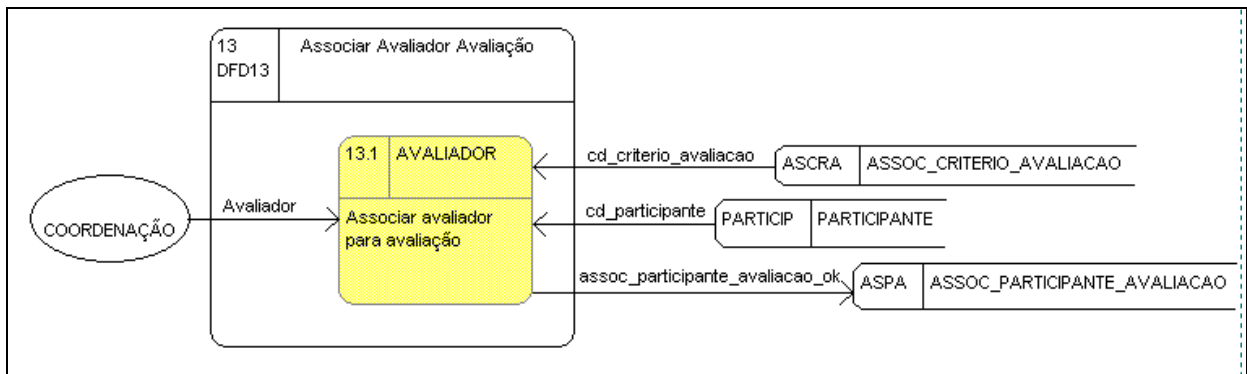 13
DFD13
Associar Avaliador Avaliação
13.1
AVALIADOR
Associar avaliador
para avaliação
COORDENAÇÃO
Avaliador
cd_criterio_avaliacao
ASCRA
ASSOC_CRITERIO_AVALIACAO
cd_participante
PARTICIP
PARTICIPANTE
assoc_participante_avaliacao_ok
ASPA
ASSOC_PARTICIPANTE_AVALIACAO